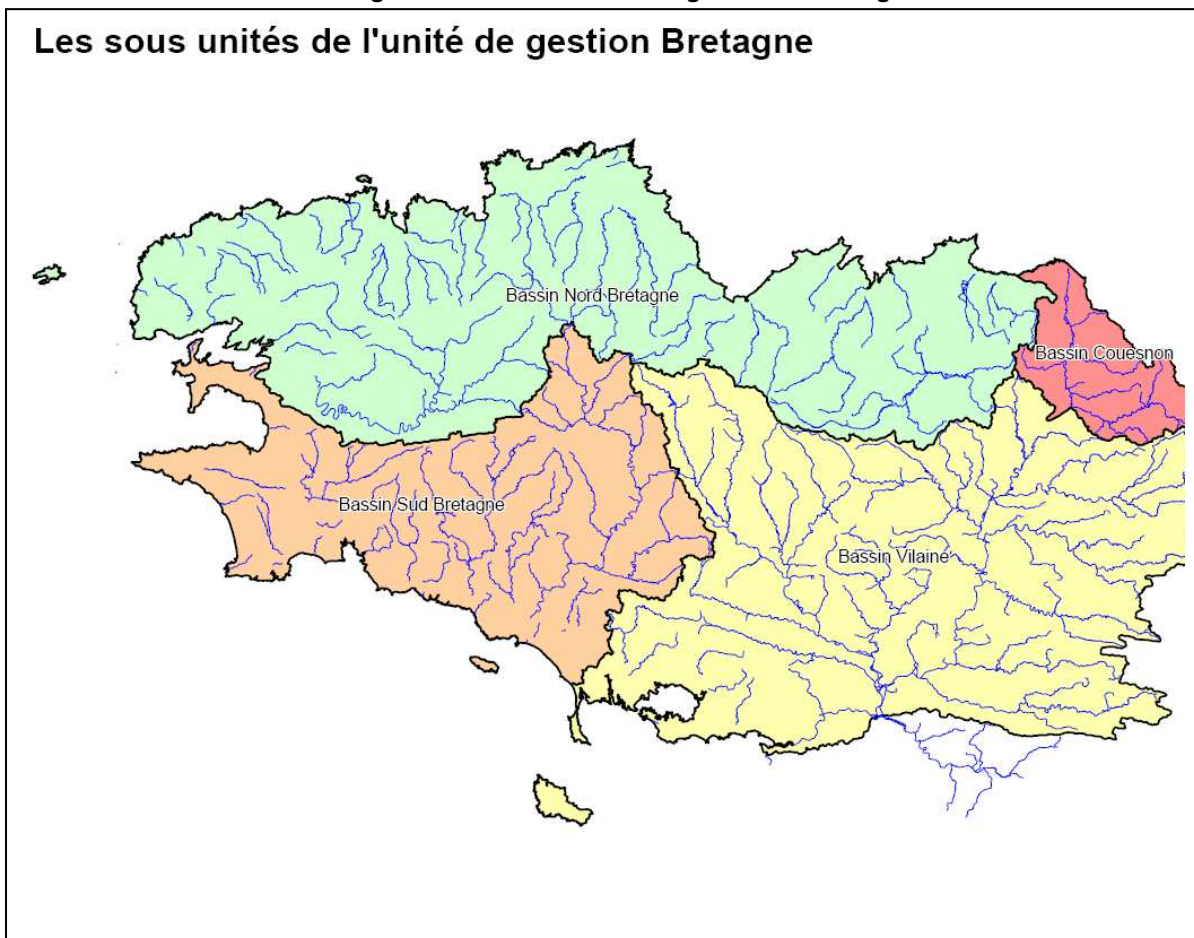 Les sous unités de l'unité de gestion Bretagne
Bassin Nord Bretagne
Bassin Couesnon
Bassin Sud Bretagne
Bassin Vilaine